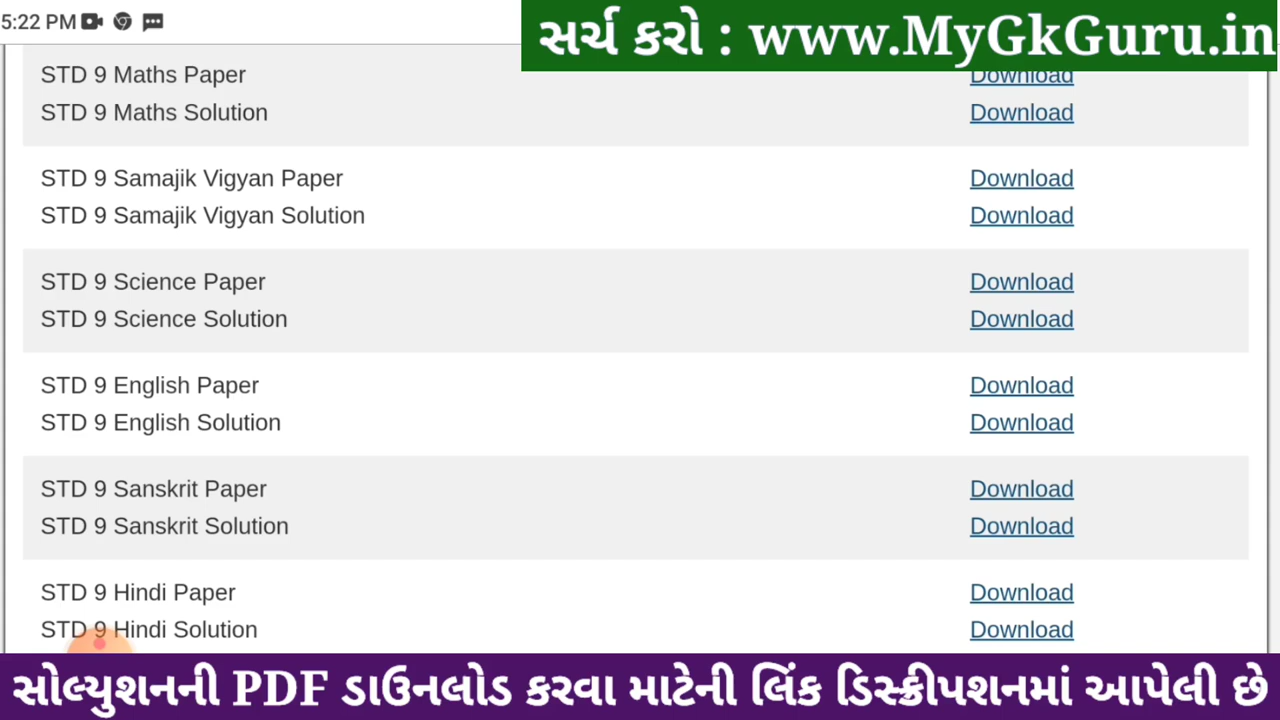 5:22 PM
સર્ચ કરો : www.MyGkGuru.in
STD 9 Maths Paper Download
STD 9 Maths Solution Download
STD 9 Samajik Vigyan Paper Download
STD 9 Samajik Vigyan Solution Download
STD 9 Science Paper Download
STD 9 Science Solution Download
STD 9 English Paper Download
STD 9 English Solution Download
STD 9 Sanskrit Paper Download
STD 9 Sanskrit Solution Download
STD 9 Hindi Paper Download
STD 9 Hindi Solution Download
સોલ્યુશનની PDF ડાઉનલોડ કરવા માટેની લિંક ડિસ્ક્રીપશનમાં આપેલી છે